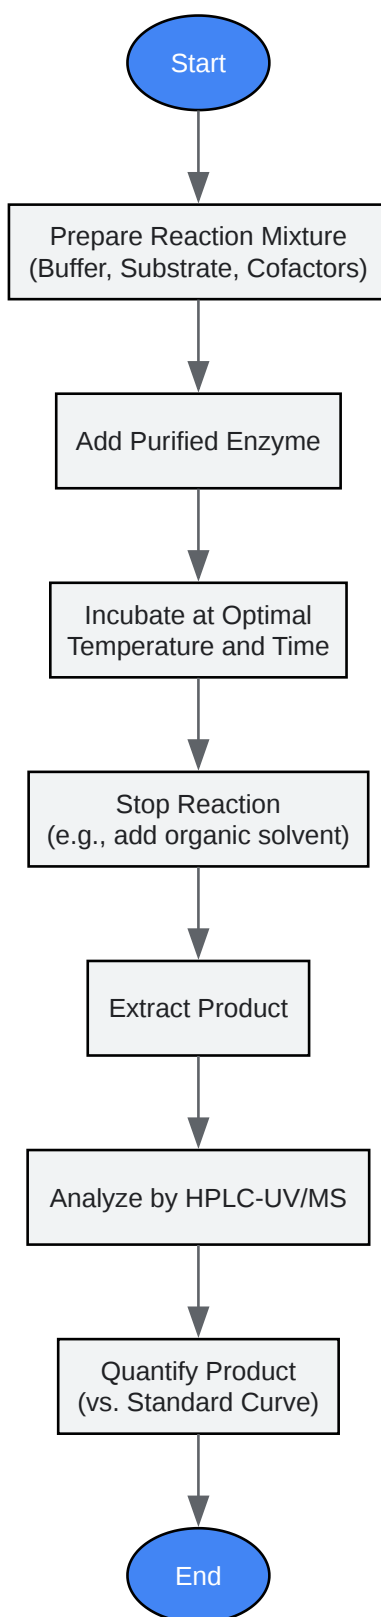 Start
Prepare Reaction Mixture
(Buffer, Substrate, Cofactors)
Add Purified Enzyme
Incubate at Optimal
Temperature and Time
Stop Reaction
(e.g., add organic solvent)
Extract Product
Analyze by HPLC-UV/MS
Quantify Product
(vs. Standard Curve)
End